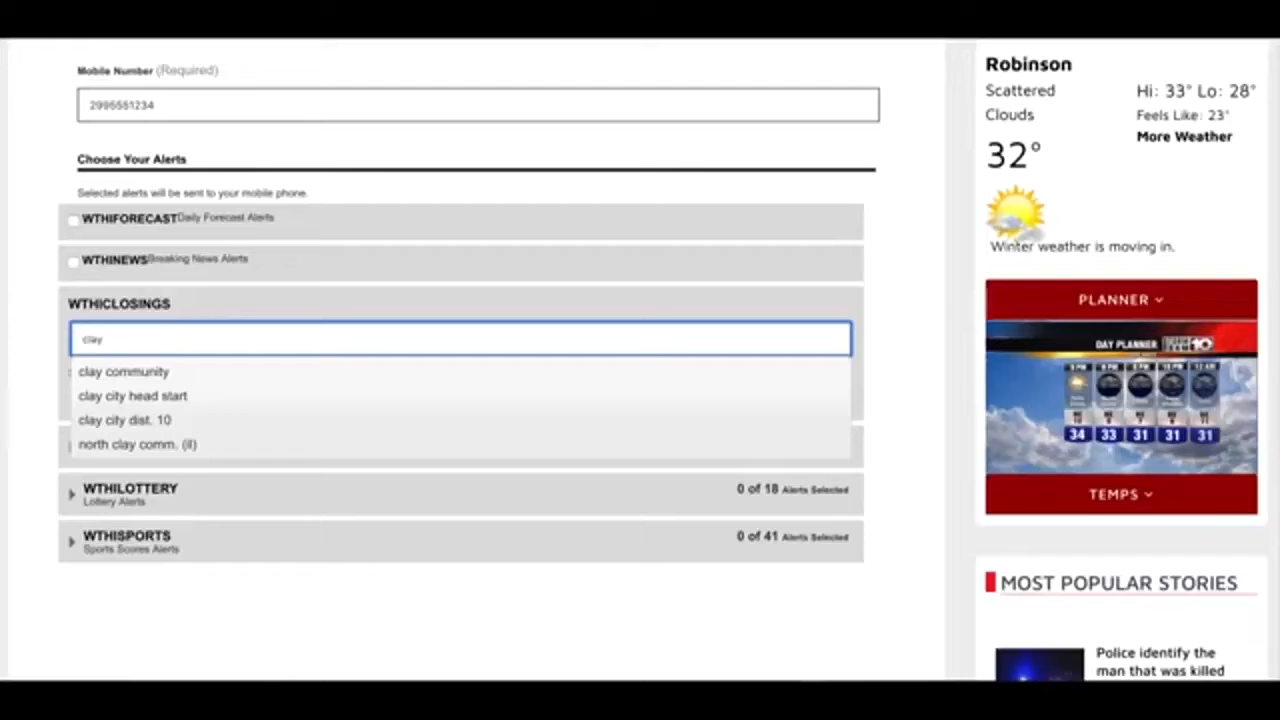 Mobile Number (Required)
2995551234
Choose Your Alerts
Selected alerts will be sent to your mobile phone.
WTHIFORECAST Daily Forecast Alerts
WTHINEWS Breaking News Alerts
WTHICLOSINGS
clay
clay community
clay city head start
clay city dist. 10
north clay comm. (il)
WTHILOTTERY 0 of 18 Alerts Selected
Lottery Alerts
WTHISPORTS 0 of 41 Alerts Selected
Sports Scores Alerts
Robinson
Scattered
Clouds
Hi: 33° Lo: 28°
Feels Like: 23°
More Weather
32°
Winter weather is moving in.
PLANNER
DAY PLANNER 10
34 33 31 31 31
TEMPS
MOST POPULAR STORIES
Police identify the
man that was killed